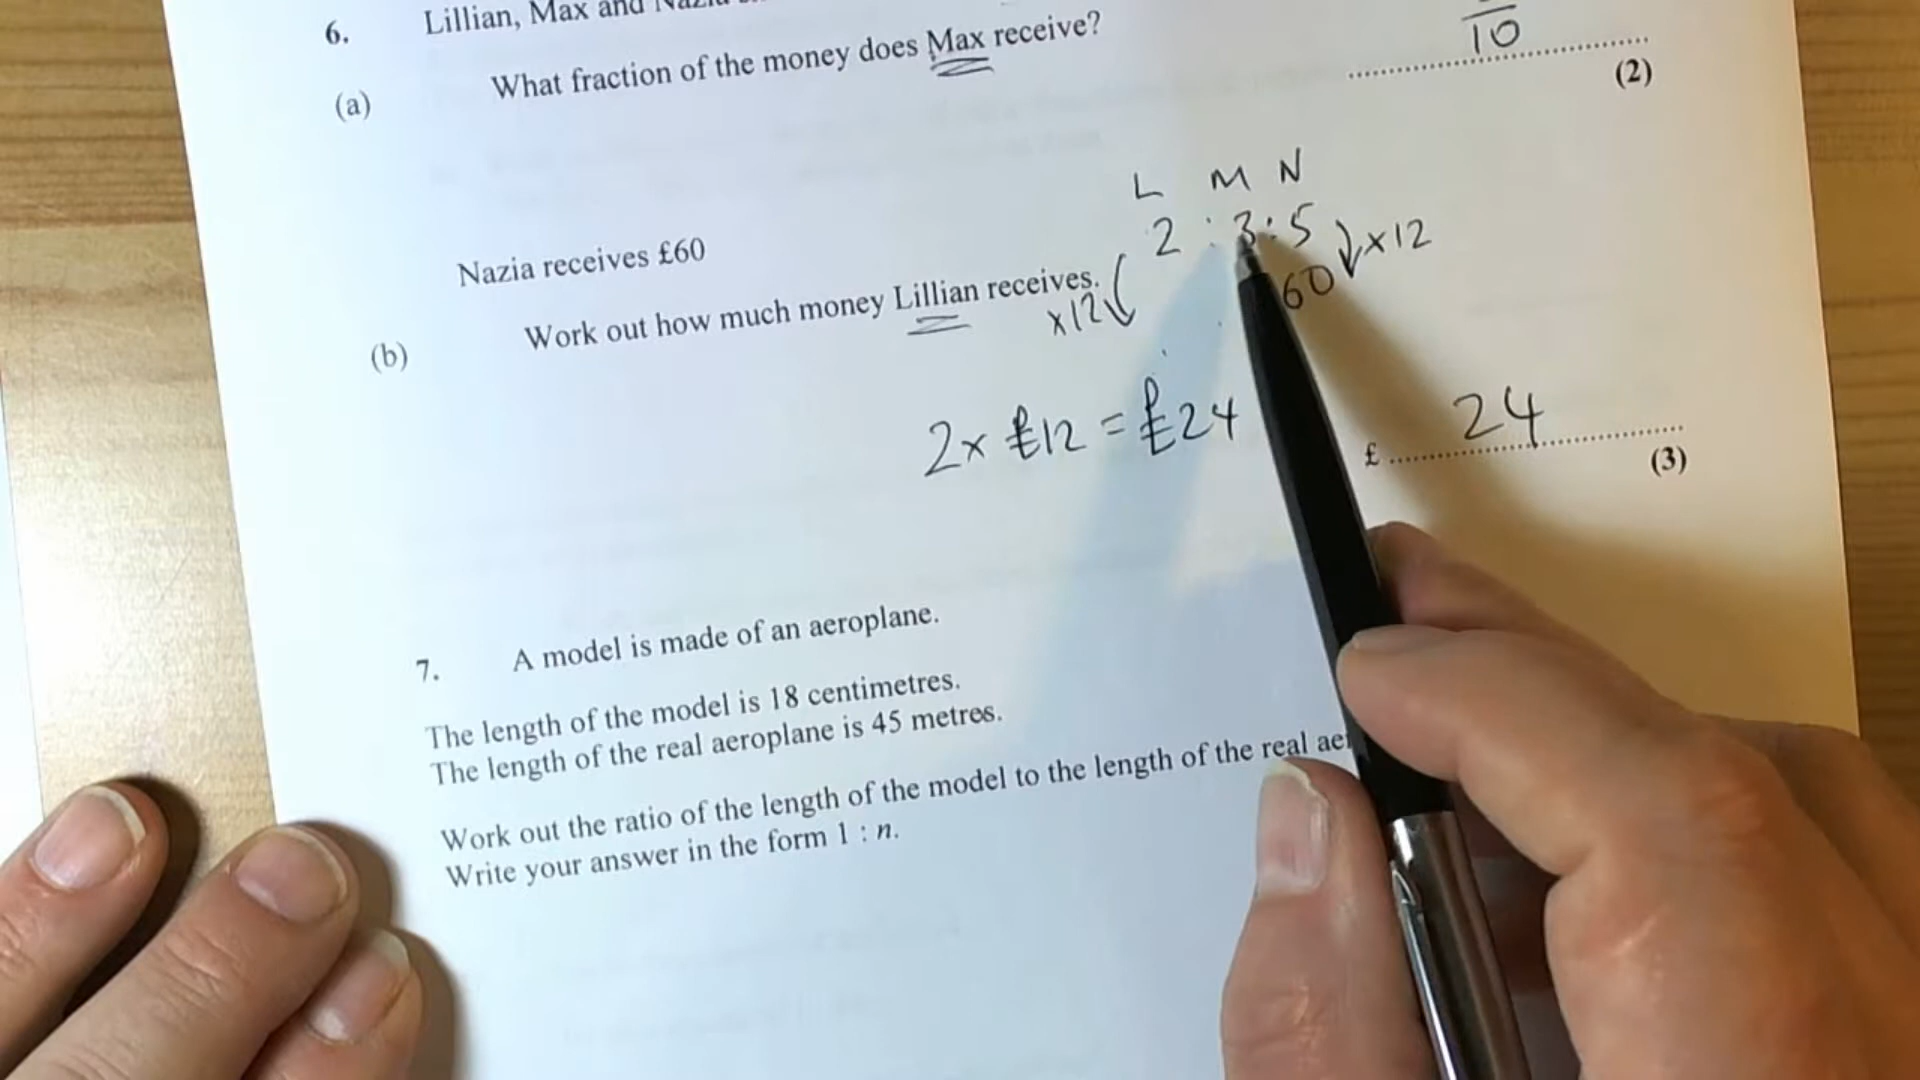 6. Lillian, Max and
(a) What fraction of the money does Max receive?
10
(2)
L M N
2 : 3 : 5 x12
Nazia receives £60
60
(b) Work out how much money Lillian receives.
x12
2 x £12 = £24
£ 24
(3)
7. A model is made of an aeroplane.
The length of the model is 18 centimetres.
The length of the real aeroplane is 45 metres.
Work out the ratio of the length of the model to the length of the real
Write your answer in the form 1 : n.